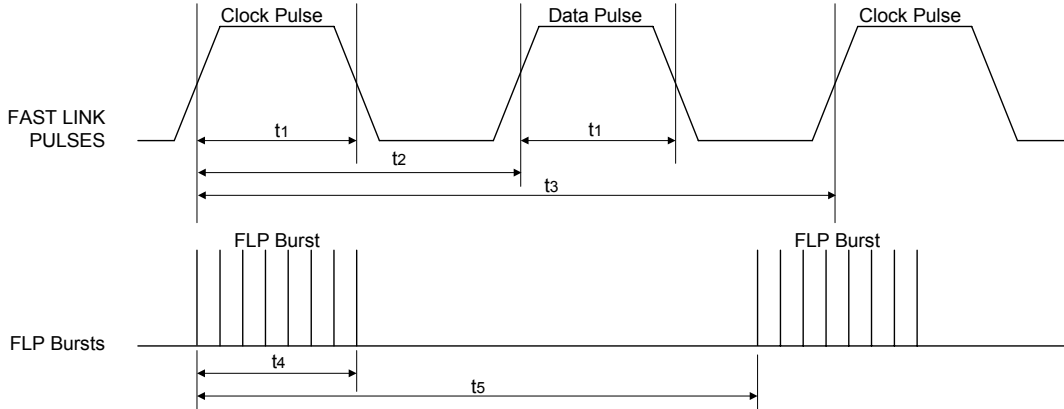 Clock Pulse Data Pulse Clock Pulse
FAST LINK
PULSES
t1 t1
t2
t3
FLP Burst FLP Burst
FLP Bursts
t4
t5